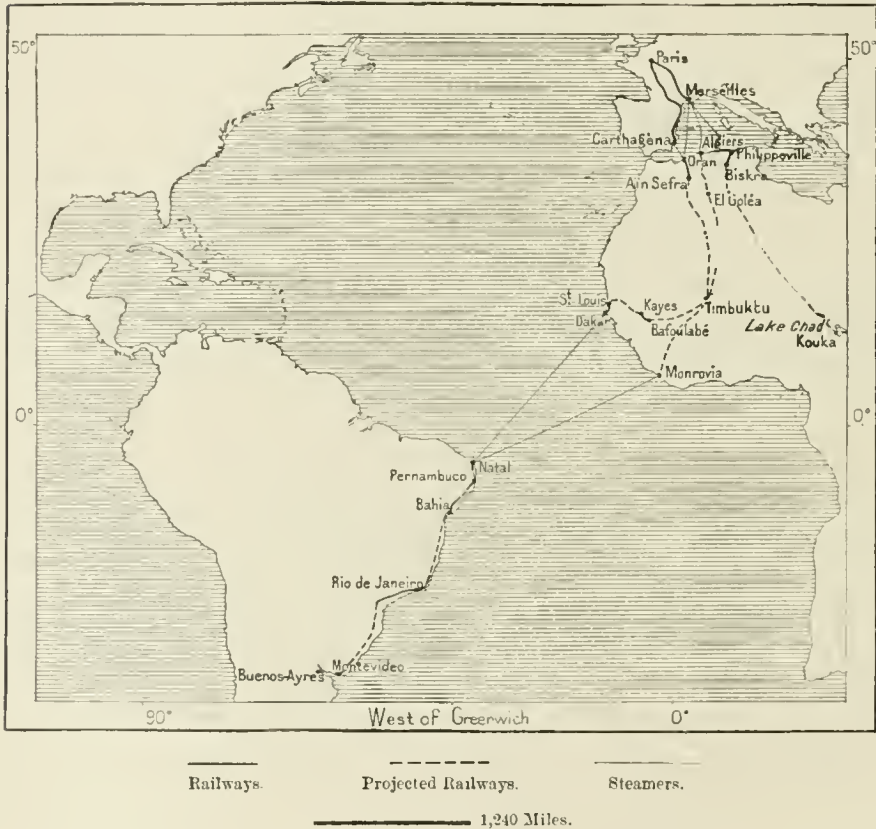 50°
50°
Paris
Marseilles
Carthagena
Algiers
Philippeville
Oran
Biskra
Ain Sefra
El Goléa
St. Louis
Kayes
Timbuktu
Dakar
Bafoulabé
Lake Chad
Kouka
Monrovia
0°
0°
Natal
Pernambuco
Bahia
Rio de Janeiro
Montevideo
Buenos-Ayres
90°
West of Greenwich
0°
Railways.
Projected Railways.
Steamers.
1,240 Miles.